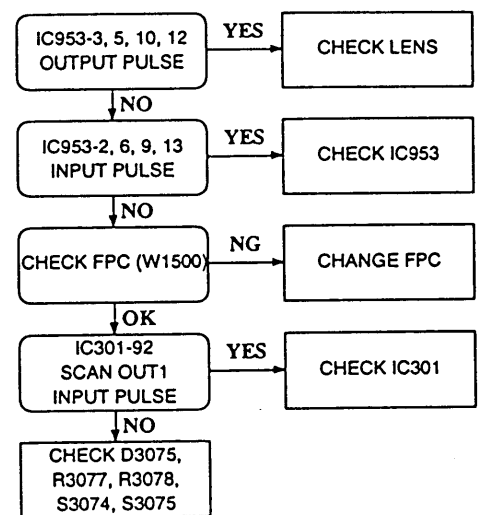 IC953-3, 5, 10, 12
OUTPUT PULSE
YES
CHECK LENS
NO
IC953-2, 6, 9, 13
INPUT PULSE
YES
CHECK IC953
NO
CHECK FPC (W1500)
NG
CHANGE FPC
OK
IC301-92
SCAN OUT1
INPUT PULSE
YES
CHECK IC301
NO
CHECK D3075,
R3077, R3078,
S3074, S3075